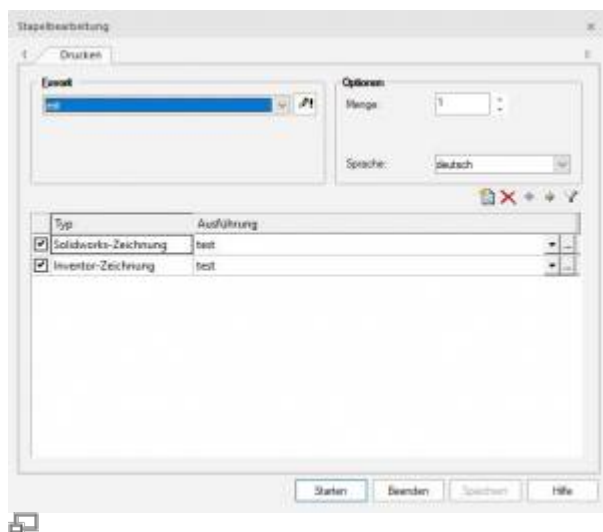 Stapelbearbeitung
Drucken
Favorit
Optionen
Menge: 1
Sprache: deutsch
Typ Ausführung
Solidworks-Zeichnung test
Inventor-Zeichnung test
Starten Beenden Speichern Hilfe